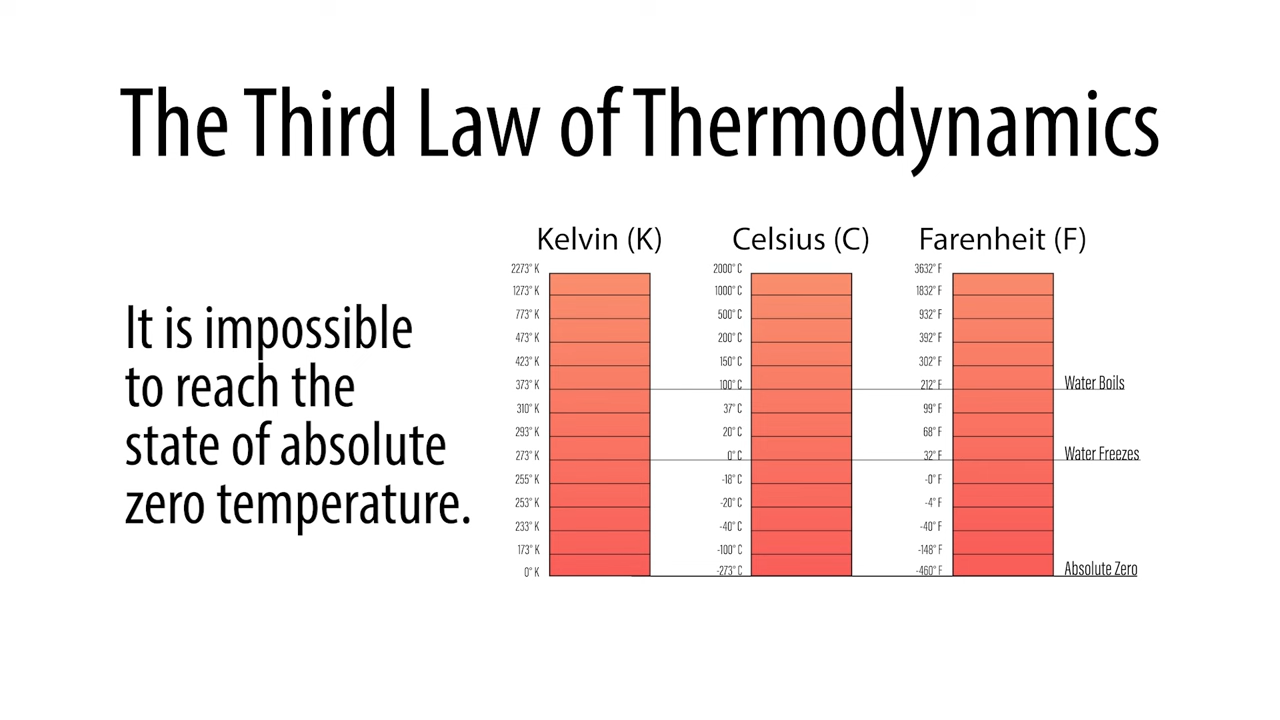 The Third Law of Thermodynamics
It is impossible
to reach the
state of absolute
zero temperature.
Kelvin (K)
2273° K
1273° K
773° K
473° K
423° K
373° K
310° K
293° K
273° K
255° K
253° K
233° K
173° K
0° K
Celsius (C)
2000° C
1000° C
500° C
200° C
150° C
100° C
37° C
20° C
0° C
-18° C
-20° C
-40° C
-100° C
-273° C
Farenheit (F)
3632° F
1832° F
932° F
392° F
302° F
212° F
99° F
68° F
32° F
-0° F
-4° F
-40° F
-148° F
-460° F
Water Boils
Water Freezes
Absolute Zero